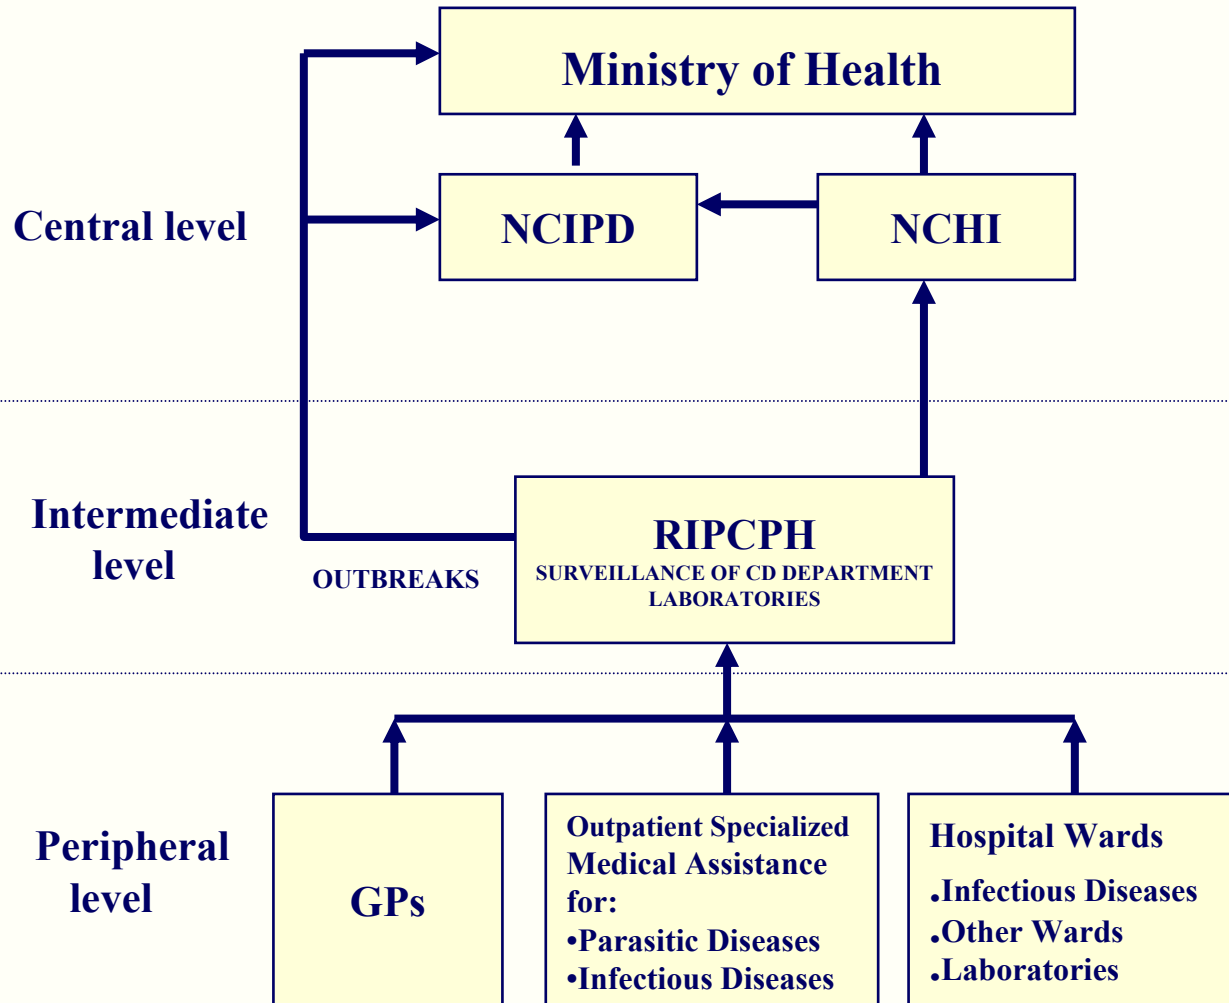 Ministry of Health
Central level
NCIPD
NCHI
Intermediate
level
OUTBREAKS
RIPCPH
SURVEILLANCE OF CD DEPARTMENT
LABORATORIES
Peripheral
level
GPs
Outpatient Specialized
Medical Assistance
for:
•Parasitic Diseases
•Infectious Diseases
Hospital Wards
.Infectious Diseases
.Other Wards
.Laboratories